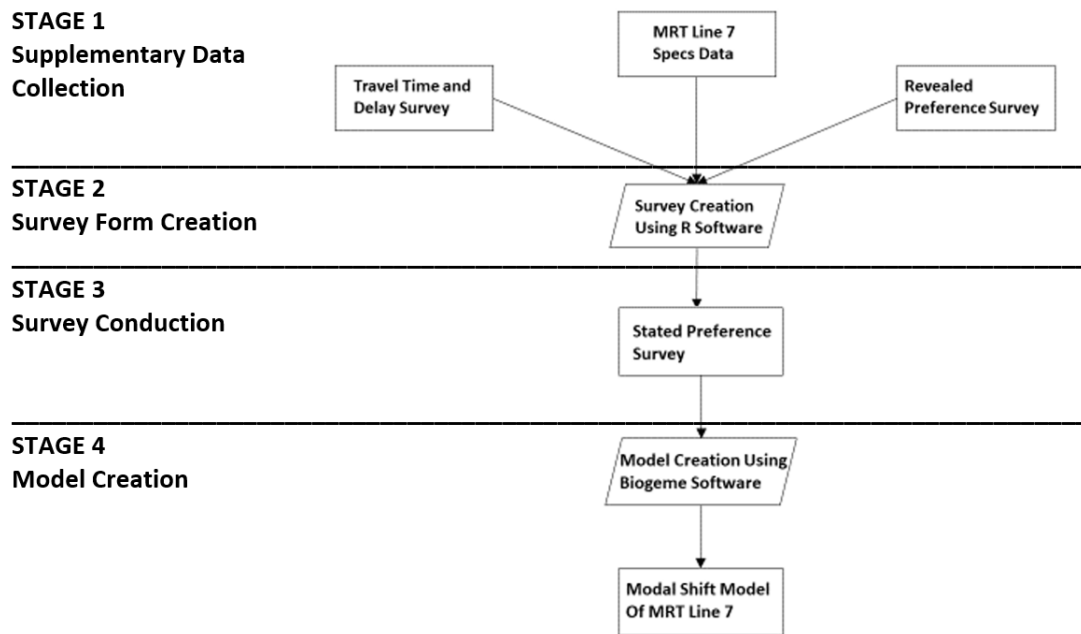 STAGE 1
Supplementary Data
Collection
MRT Line 7
Specs Data
Travel Time and
Delay Survey
Revealed
Preference Survey
STAGE 2
Survey Form Creation
Survey Creation
Using R Software
STAGE 3
Survey Conduction
Stated Preference
Survey
STAGE 4
Model Creation
Model Creation Using
Biogeme Software
Modal Shift Model
Of MRT Line 7